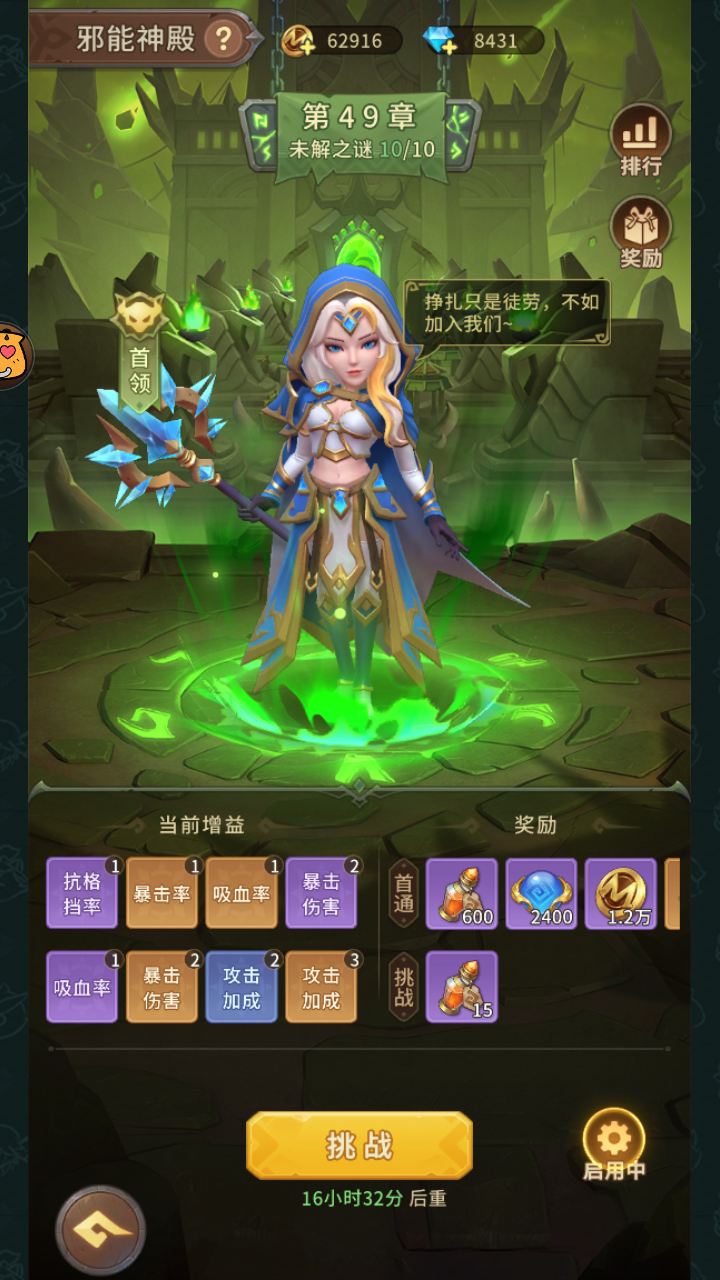 邪能神殿
?
62916
8431
第49章
未解之谜 10/10
排行
奖励
挣扎只是徒劳，不如
加入我们~
首领
当前增益
奖励
抗格
挡率
1
暴击率
1
吸血率
1
暴击
伤害
2
首通
600
2400
1.2万
吸血率
1
暴击
伤害
2
攻击
加成
2
攻击
加成
3
挑战
15
挑战
启用中
16小时32分 后重